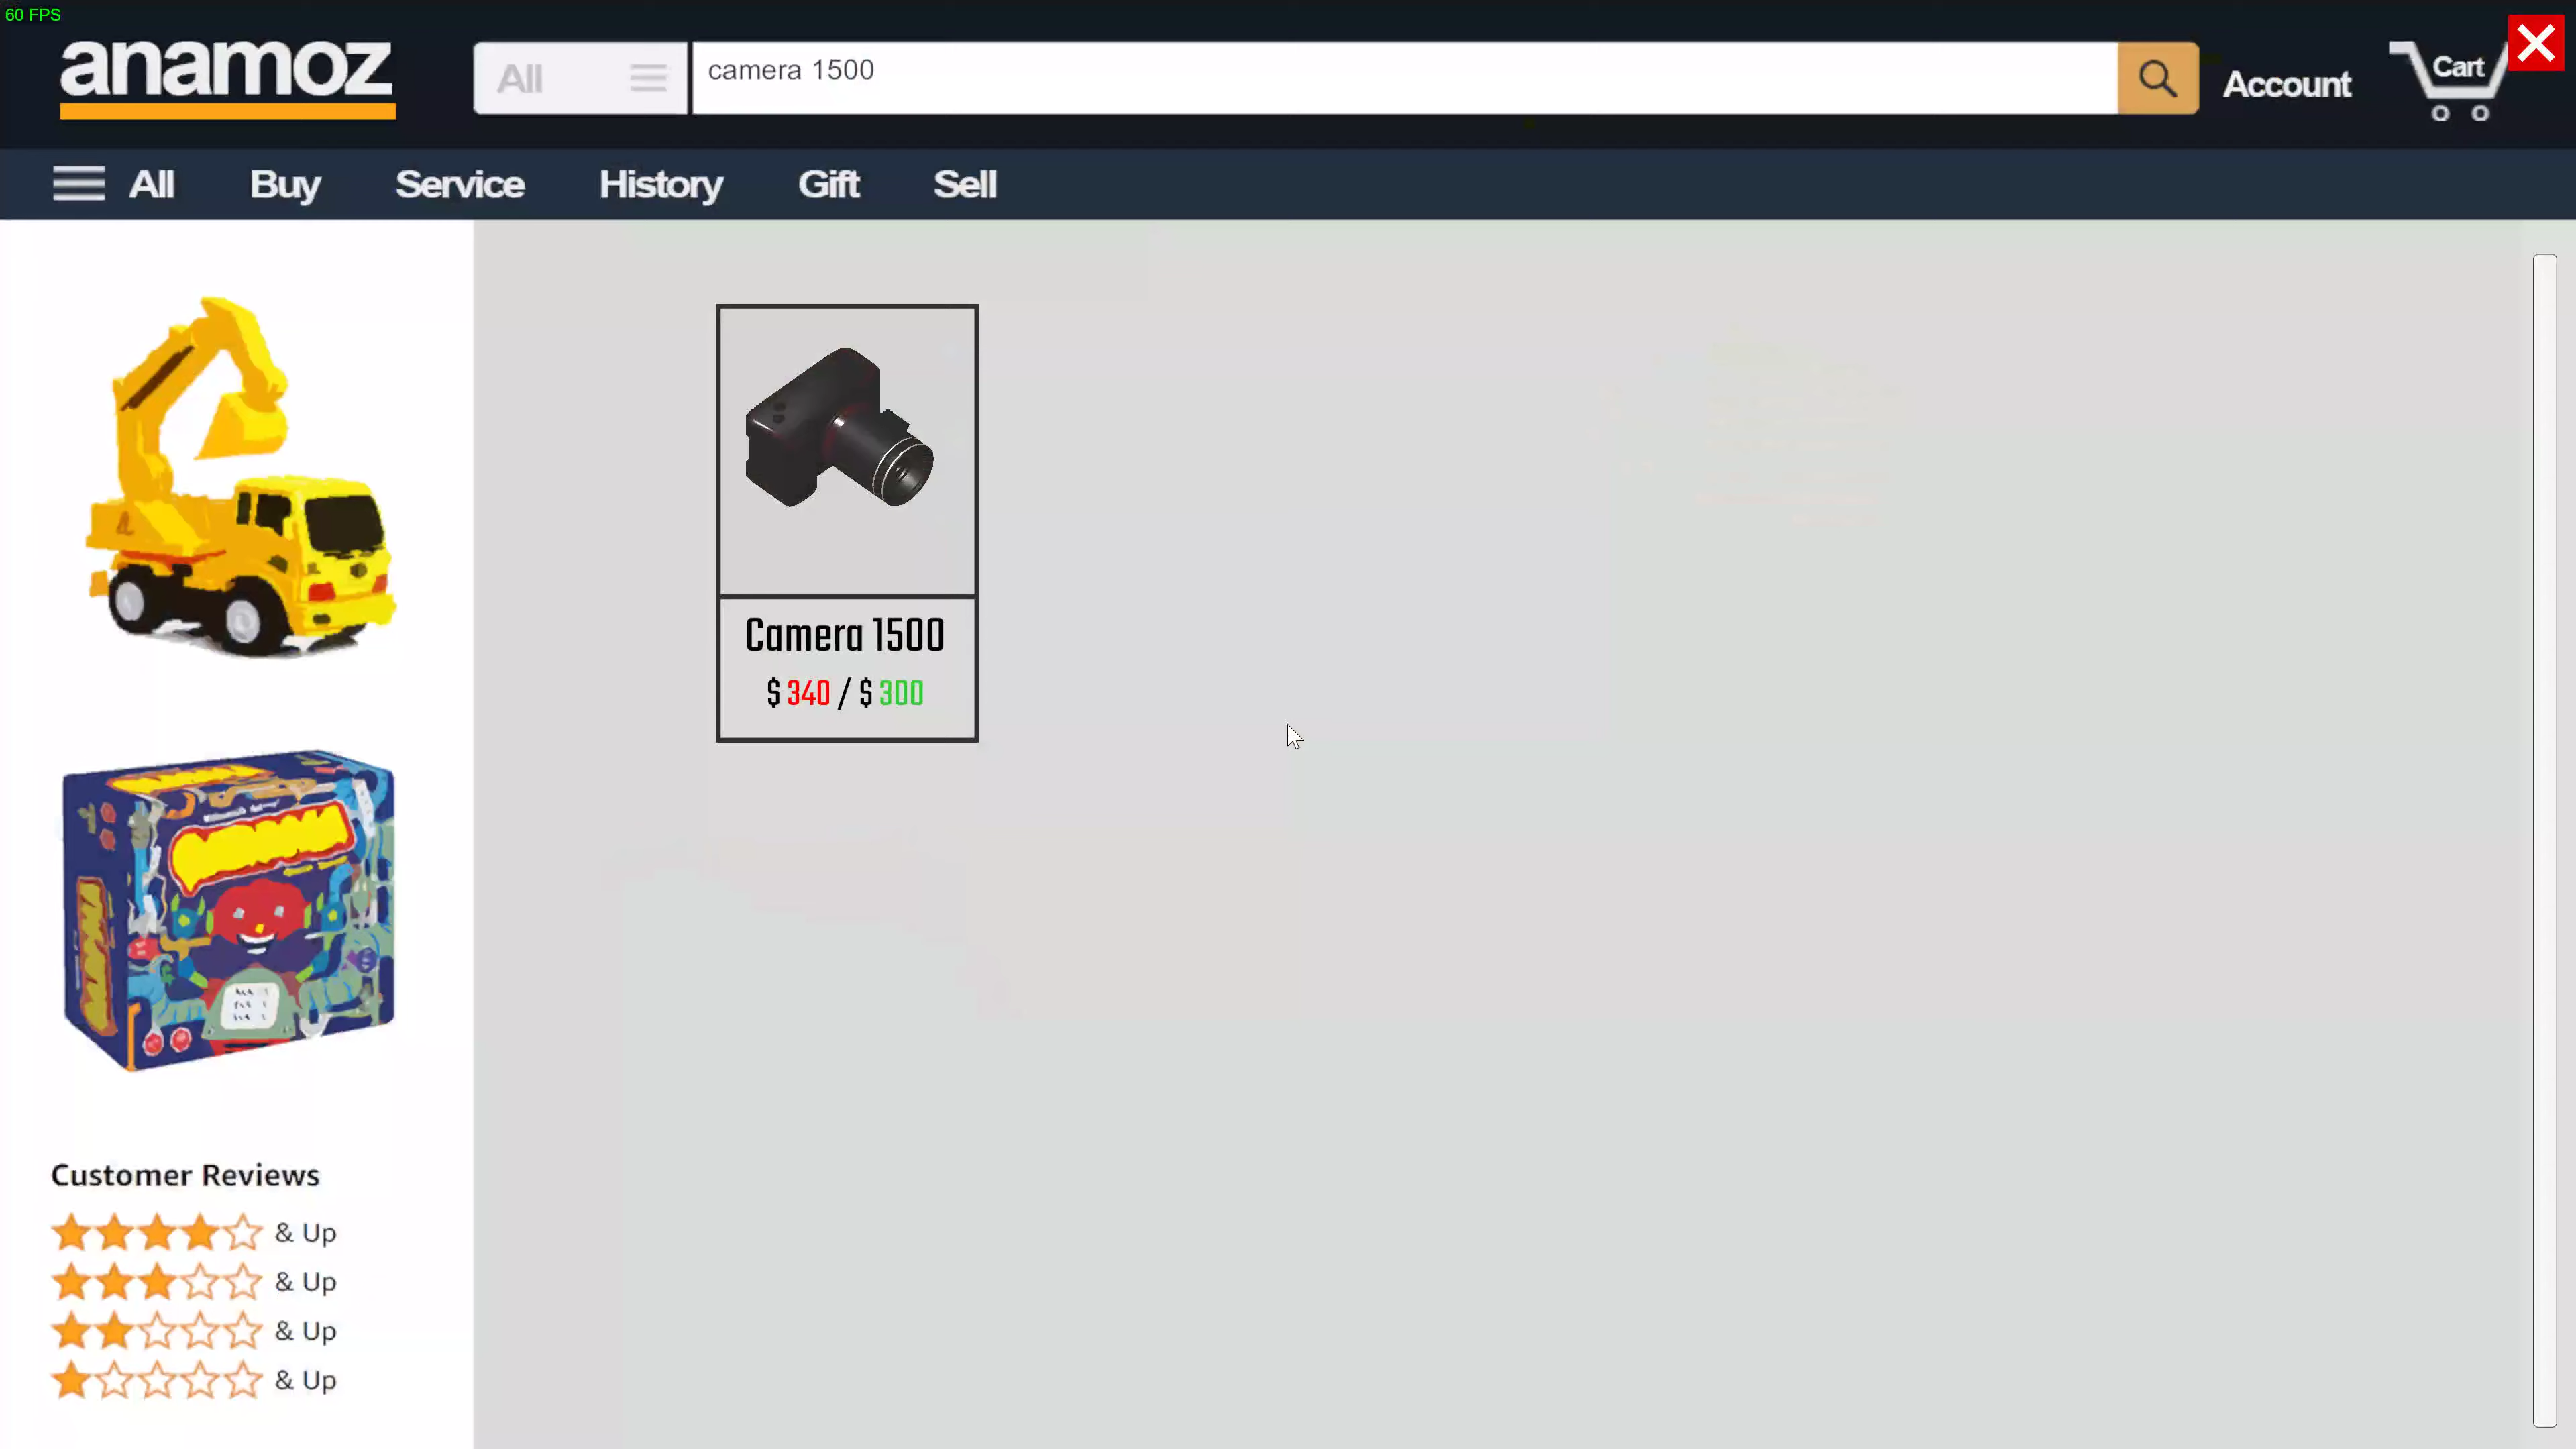 60 FPS
anamoz
All
camera 1500
Account
Cart
All Buy Service History Gift Sell
Camera 1500
$ 340 / $ 300
Customer Reviews
& Up
& Up
& Up
& Up